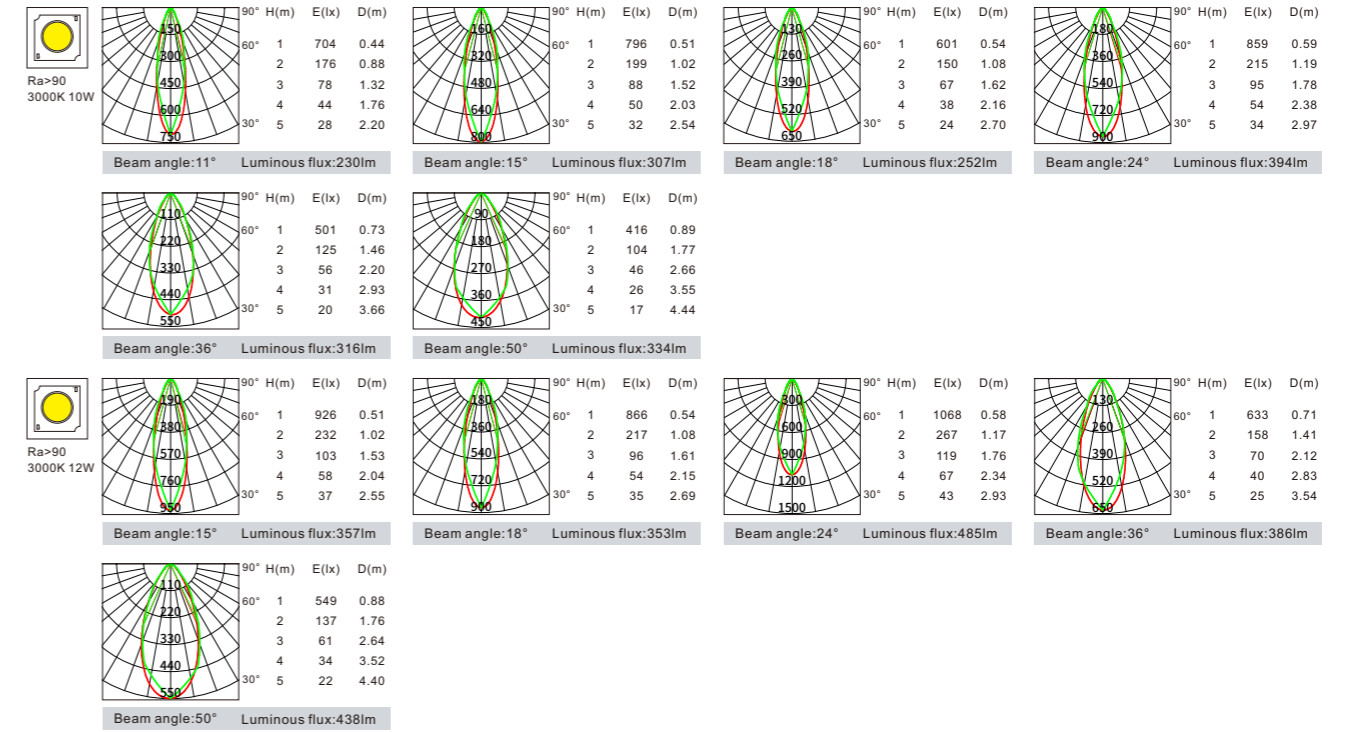 90° H(m) E(lx) D(m)
150
60° 1 704 0.44
300
2 176 0.88
450
3 78 1.32
600
4 44 1.76
30° 5 28 2.20
750
Ra>90
3000K 10W
Beam angle:11° Luminous flux:230lm
90° H(m) E(lx) D(m)
160
60° 1 796 0.51
320
2 199 1.02
480
3 88 1.52
640
4 50 2.03
30° 5 32 2.54
800
Beam angle:15° Luminous flux:307lm
90° H(m) E(lx) D(m)
130
60° 1 601 0.54
260
2 150 1.08
390
3 67 1.62
520
4 38 2.16
30° 5 24 2.70
650
Beam angle:18° Luminous flux:252lm
90° H(m) E(lx) D(m)
180
60° 1 859 0.59
360
2 215 1.19
540
3 95 1.78
720
4 54 2.38
30° 5 34 2.97
900
Beam angle:24° Luminous flux:394lm
90° H(m) E(lx) D(m)
110
60° 1 501 0.73
220
2 125 1.46
330
3 56 2.20
440
4 31 2.93
30° 5 20 3.66
550
Beam angle:36° Luminous flux:316lm
90° H(m) E(lx) D(m)
90
60° 1 416 0.89
180
2 104 1.77
270
3 46 2.66
360
4 26 3.55
30° 5 17 4.44
450
Beam angle:50° Luminous flux:334lm
90° H(m) E(lx) D(m)
190
60° 1 926 0.51
380
2 232 1.02
570
3 103 1.53
760
4 58 2.04
30° 5 37 2.55
950
Ra>90
3000K 12W
Beam angle:15° Luminous flux:357lm
90° H(m) E(lx) D(m)
180
60° 1 866 0.54
360
2 217 1.08
540
3 96 1.61
720
4 54 2.15
30° 5 35 2.69
900
Beam angle:18° Luminous flux:353lm
90° H(m) E(lx) D(m)
300
60° 1 1068 0.58
600
2 267 1.17
900
3 119 1.76
1200
4 67 2.34
30° 5 43 2.93
1500
Beam angle:24° Luminous flux:485lm
90° H(m) E(lx) D(m)
130
60° 1 633 0.71
260
2 158 1.41
390
3 70 2.12
520
4 40 2.83
30° 5 25 3.54
650
Beam angle:36° Luminous flux:386lm
90° H(m) E(lx) D(m)
110
60° 1 549 0.88
220
2 137 1.76
330
3 61 2.64
440
4 34 3.52
30° 5 22 4.40
550
Beam angle:50° Luminous flux:438lm